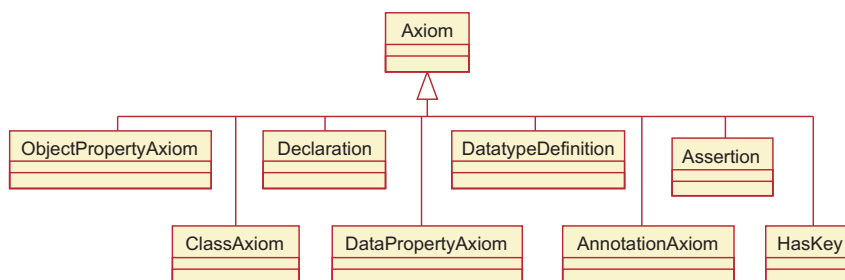 Axiom
ObjectPropertyAxiom
Declaration
DatatypeDefinition
Assertion
ClassAxiom
DataPropertyAxiom
AnnotationAxiom
HasKey